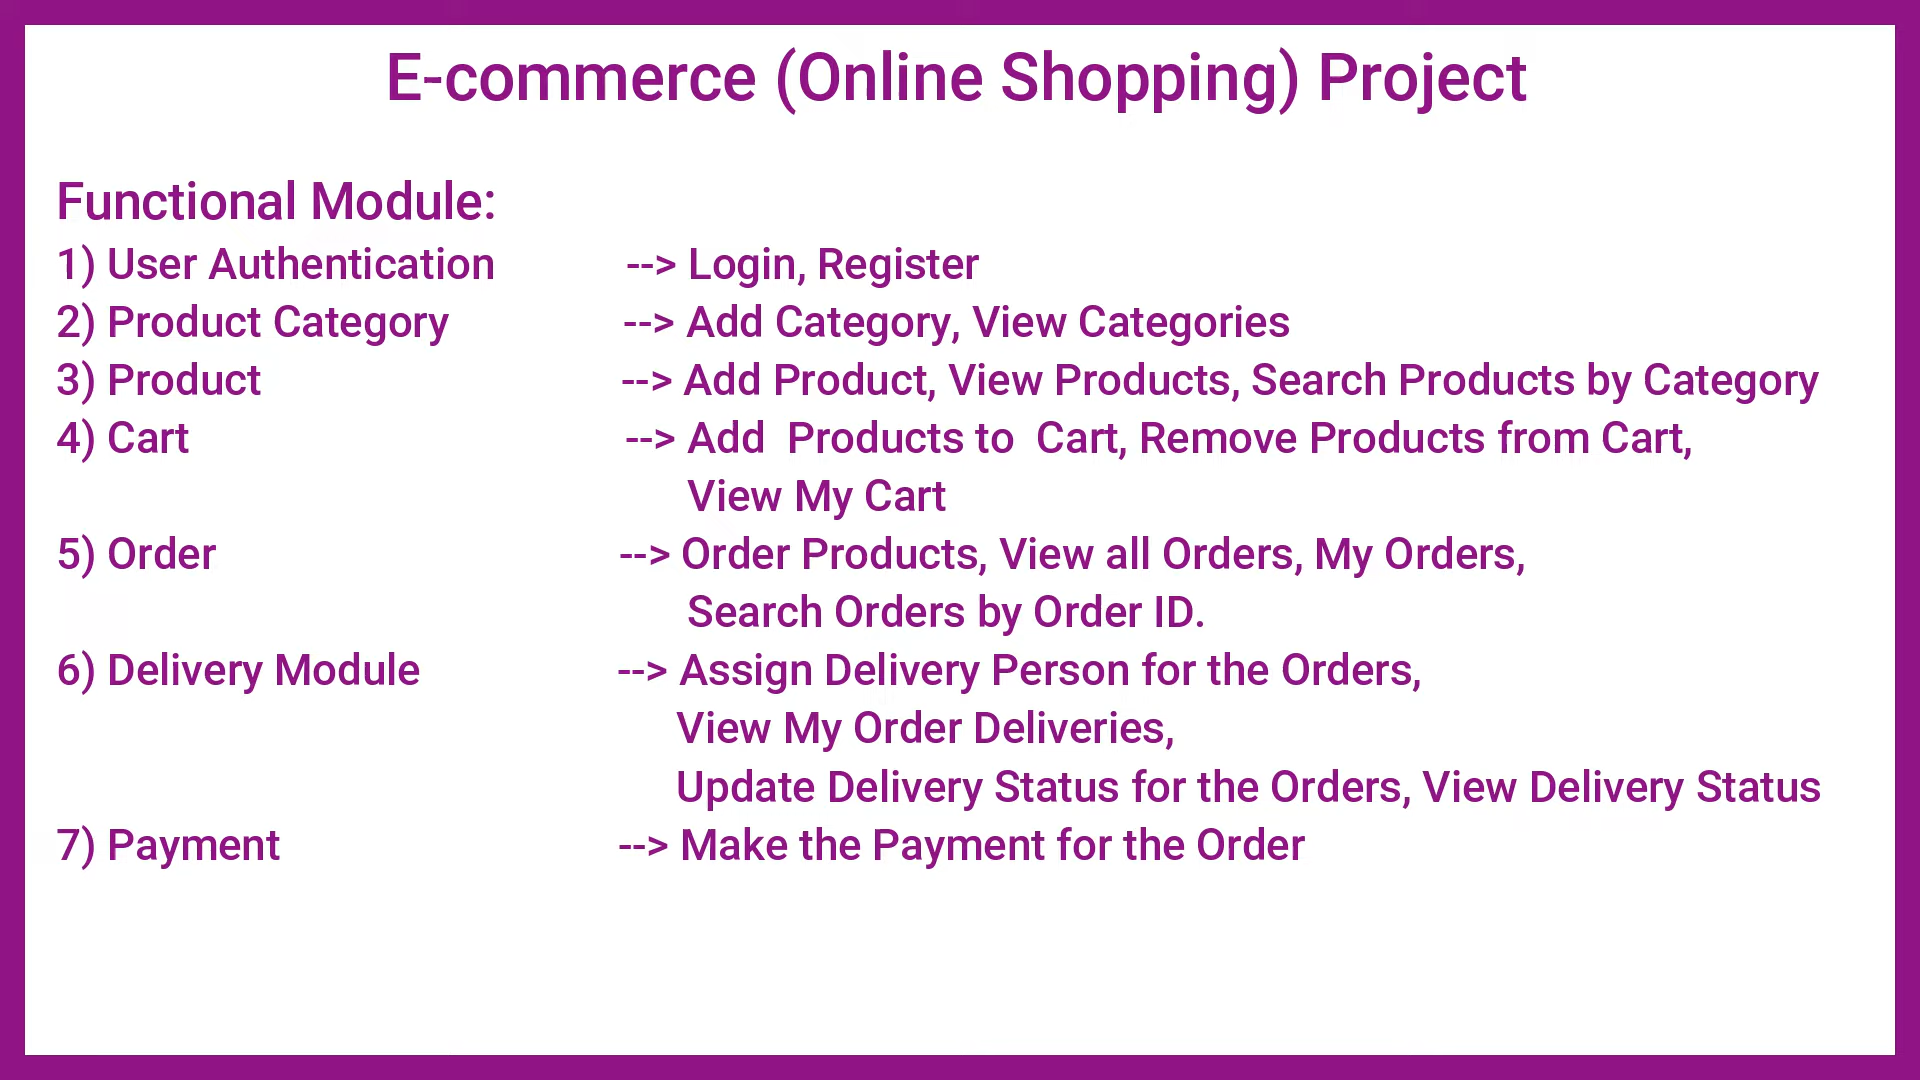 E-commerce (Online Shopping) Project
Functional Module:
1) User Authentication --> Login, Register
2) Product Category --> Add Category, View Categories
3) Product --> Add Product, View Products, Search Products by Category
4) Cart --> Add Products to Cart, Remove Products from Cart,
View My Cart
5) Order --> Order Products, View all Orders, My Orders,
Search Orders by Order ID.
6) Delivery Module --> Assign Delivery Person for the Orders,
View My Order Deliveries,
Update Delivery Status for the Orders, View Delivery Status
7) Payment --> Make the Payment for the Order